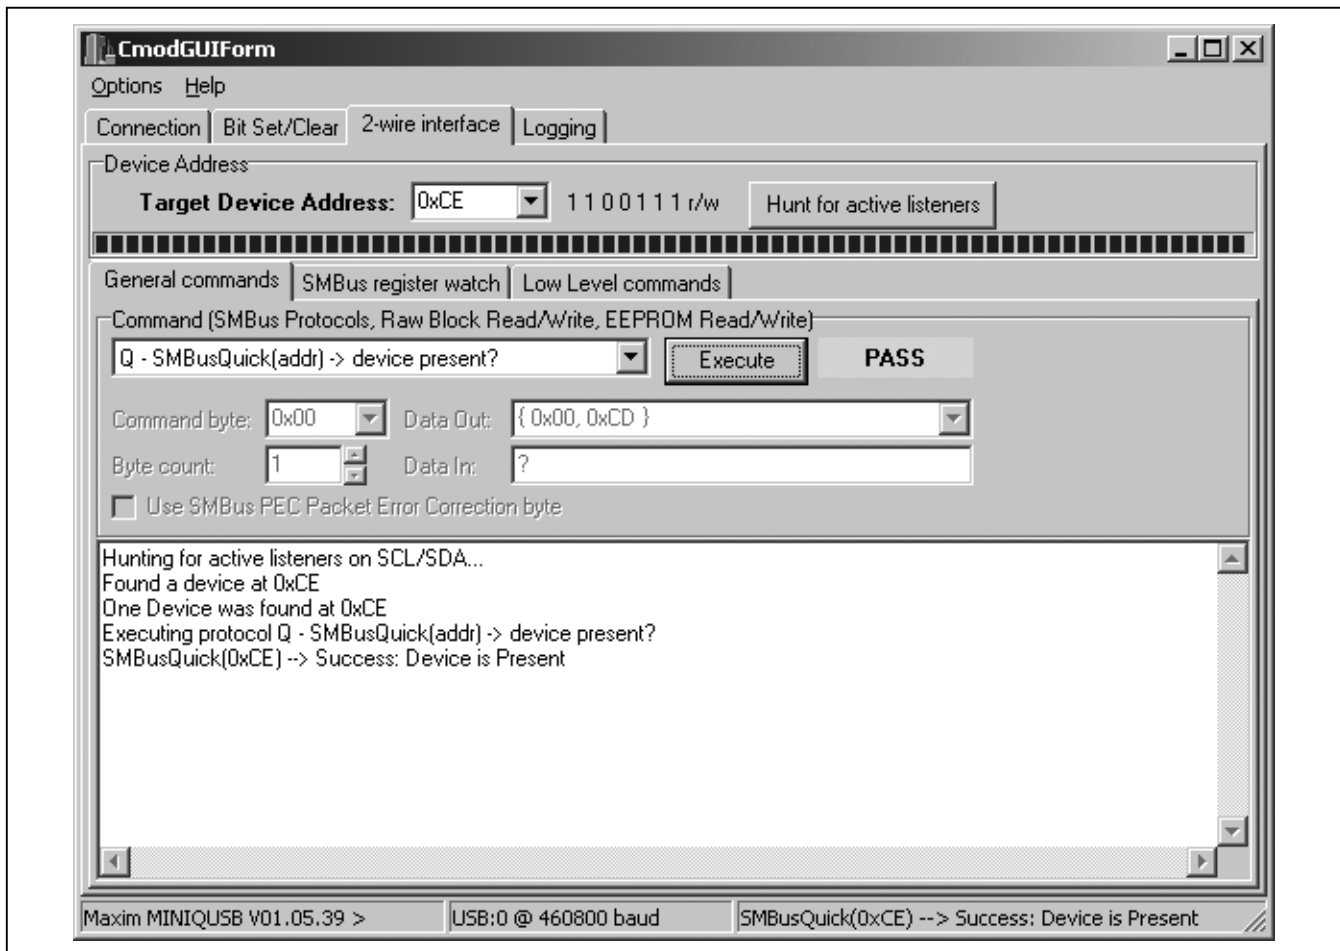 CmodGUIForm
Options Help
Connection Bit Set/Clear 2-wire interface Logging
Device Address
Target Device Address: 0xCE 1 1 0 0 1 1 1 r/w Hunt for active listeners
General commands SMBus register watch Low Level commands
Command (SMBus Protocols, Raw Block Read/Write, EEPROM Read/Write)
Q - SMBusQuick(addr) -> device present? Execute PASS
Command byte: 0x00 Data Out: { 0x00, 0xCD }
Byte count: 1 Data In: ?
Use SMBus PEC Packet Error Correction byte
Hunting for active listeners on SCL/SDA...
Found a device at 0xCE
One Device was found at 0xCE
Executing protocol Q - SMBusQuick(addr) -> device present?
SMBusQuick(0xCE) --> Success: Device is Present
Maxim MINIQUSB V01.05.39 > USB:0 @ 460800 baud SMBusQuick(0xCE) --> Success: Device is Present